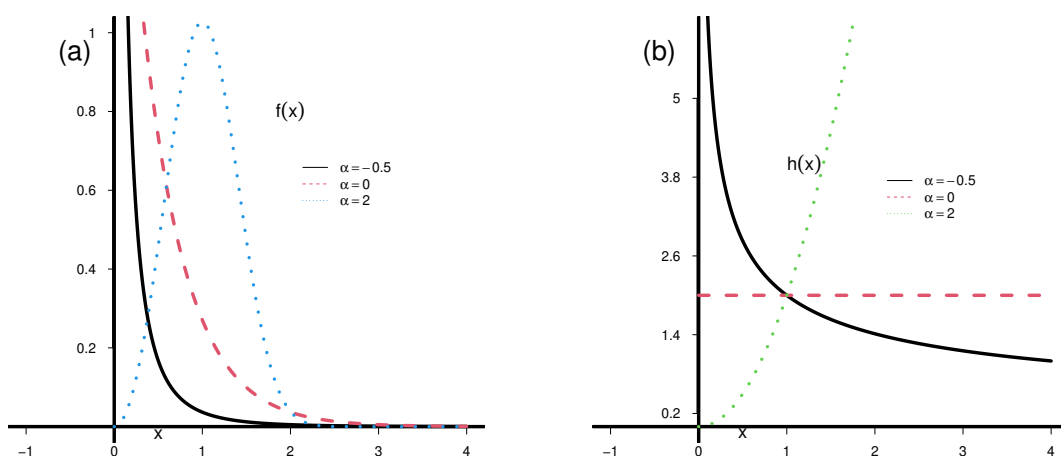 (a)
1
0.8
0.6
0.4
0.2
f(x)
α = −0.5
α = 0
α = 2
x
-1 0 1 2 3 4
(b)
5
3.8
2.6
1.4
0.2
h(x)
α = −0.5
α = 0
α = 2
x
-1 0 1 2 3 4